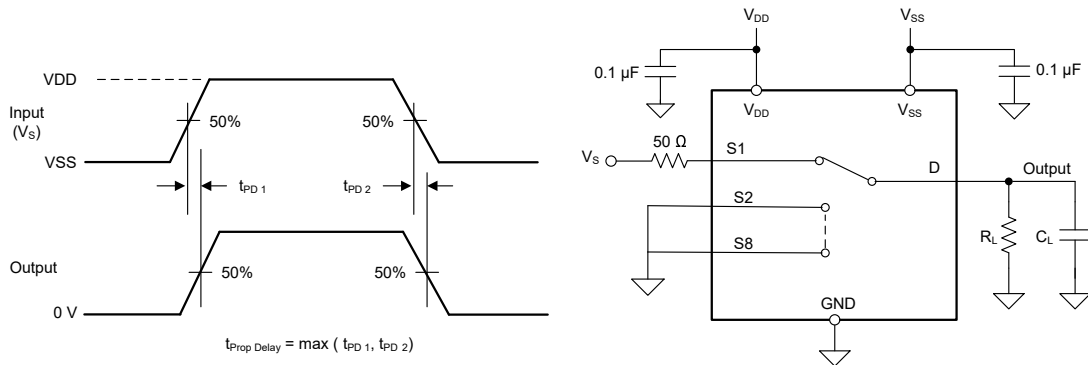 VDD
Input
(VS)
VSS
50%
50%
tPD 1
tPD 2
Output
0 V
50%
50%
tProp Delay = max ( tPD 1, tPD 2)
VDD
VSS
0.1 µF
0.1 µF
VDD
VSS
VS
50 Ω
S1
S2
S8
D
Output
RL
CL
GND